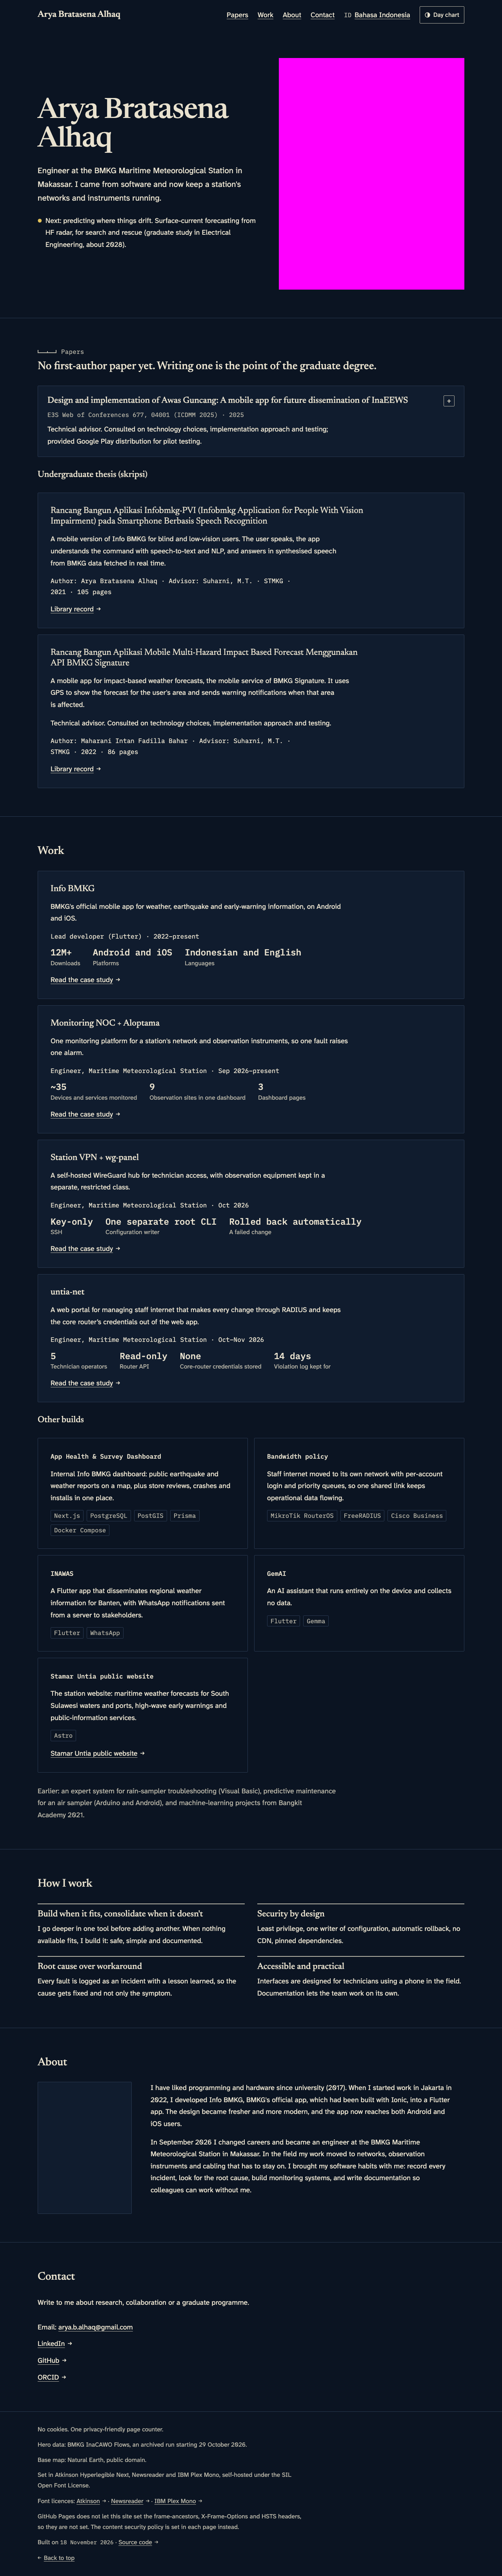 Arya Bratasena Alhaq
Papers Work About Contact ID Bahasa Indonesia Day chart
Arya Bratasena
Alhaq
Engineer at the BMKG Maritime Meteorological Station in
Makassar. I came from software and now keep a station's
networks and instruments running.
Next: predicting where things drift. Surface-current forecasting from
HF radar, for search and rescue (graduate study in Electrical
Engineering, about 2028).
Papers
No first-author paper yet. Writing one is the point of the graduate degree.
Design and implementation of Awas Guncang: A mobile app for future dissemination of InaEEWS
+
E3S Web of Conferences 677, 04001 (ICDMM 2025) · 2025
Technical advisor. Consulted on technology choices, implementation approach and testing;
provided Google Play distribution for pilot testing.
Undergraduate thesis (skripsi)
Rancang Bangun Aplikasi Infobmkg-PVI (Infobmkg Application for People With Vision
Impairment) pada Smartphone Berbasis Speech Recognition
A mobile version of Info BMKG for blind and low-vision users. The user speaks, the app
understands the command with speech-to-text and NLP, and answers in synthesised speech
from BMKG data fetched in real time.
Author: Arya Bratasena Alhaq · Advisor: Suharni, M.T. · STMKG ·
2021 · 105 pages
Library record →
Rancang Bangun Aplikasi Mobile Multi-Hazard Impact Based Forecast Menggunakan
API BMKG Signature
A mobile app for impact-based weather forecasts, the mobile service of BMKG Signature. It uses
GPS to show the forecast for the user's area and sends warning notifications when that area
is affected.
Technical advisor. Consulted on technology choices, implementation approach and testing.
Author: Maharani Intan Fadilla Bahar · Advisor: Suharni, M.T. ·
STMKG · 2022 · 86 pages
Library record →
Work
Info BMKG
BMKG's official mobile app for weather, earthquake and early-warning information, on Android
and iOS.
Lead developer (Flutter) · 2022–present
12M+ Android and iOS Indonesian and English
Downloads Platforms Languages
Read the case study →
Monitoring NOC + Aloptama
One monitoring platform for a station's network and observation instruments, so one fault raises
one alarm.
Engineer, Maritime Meteorological Station · Sep 2026–present
~35 9 3
Devices and services monitored Observation sites in one dashboard Dashboard pages
Read the case study →
Station VPN + wg-panel
A self-hosted WireGuard hub for technician access, with observation equipment kept in a
separate, restricted class.
Engineer, Maritime Meteorological Station · Oct 2026
Key-only One separate root CLI Rolled back automatically
SSH Configuration writer A failed change
Read the case study →
untia-net
A web portal for managing staff internet that makes every change through RADIUS and keeps
the core router's credentials out of the web app.
Engineer, Maritime Meteorological Station · Oct–Nov 2026
5 Read-only None 14 days
Technician operators Router API Core-router credentials stored Violation log kept for
Read the case study →
Other builds
App Health & Survey Dashboard
Internal Info BMKG dashboard: public earthquake and
weather reports on a map, plus store reviews, crashes and
installs in one place.
Next.js PostgreSQL PostGIS Prisma
Docker Compose
Bandwidth policy
Staff internet moved to its own network with per-account
login and priority queues, so one shared link keeps
operational data flowing.
MikroTik RouterOS FreeRADIUS Cisco Business
INAWAS
A Flutter app that disseminates regional weather
information for Banten, with WhatsApp notifications sent
from a server to stakeholders.
Flutter WhatsApp
GemAI
An AI assistant that runs entirely on the device and collects
no data.
Flutter Gemma
Stamar Untia public website
The station website: maritime weather forecasts for South
Sulawesi waters and ports, high-wave early warnings and
public-information services.
Astro
Stamar Untia public website →
Earlier: an expert system for rain-sampler troubleshooting (Visual Basic), predictive maintenance
for an air sampler (Arduino and Android), and machine-learning projects from Bangkit
Academy 2021.
How I work
Build when it fits, consolidate when it doesn't
I go deeper in one tool before adding another. When nothing
available fits, I build it: safe, simple and documented.
Security by design
Least privilege, one writer of configuration, automatic rollback, no
CDN, pinned dependencies.
Root cause over workaround
Every fault is logged as an incident with a lesson learned, so the
cause gets fixed and not only the symptom.
Accessible and practical
Interfaces are designed for technicians using a phone in the field.
Documentation lets the team work on its own.
About
I have liked programming and hardware since university (2017). When I started work in Jakarta in
2022, I developed Info BMKG, BMKG's official app, which had been built with Ionic, into a Flutter
app. The design became fresher and more modern, and the app now reaches both Android and
iOS users.
In September 2026 I changed careers and became an engineer at the BMKG Maritime
Meteorological Station in Makassar. In the field my work moved to networks, observation
instruments and cabling that has to stay on. I brought my software habits with me: record every
incident, look for the root cause, build monitoring systems, and write documentation so
colleagues can work without me.
Contact
Write to me about research, collaboration or a graduate programme.
Email: arya.b.alhaq@gmail.com
LinkedIn →
GitHub →
ORCID →
No cookies. One privacy-friendly page counter.
Hero data: BMKG InaCAWO Flows, an archived run starting 29 October 2026.
Base map: Natural Earth, public domain.
Set in Atkinson Hyperlegible Next, Newsreader and IBM Plex Mono, self-hosted under the SIL
Open Font License.
Font licences: Atkinson → · Newsreader → · IBM Plex Mono →
GitHub Pages does not let this site set the frame-ancestors, X-Frame-Options and HSTS headers,
so they are not set. The content security policy is set in each page instead.
Built on 18 November 2026 · Source code →
← Back to top